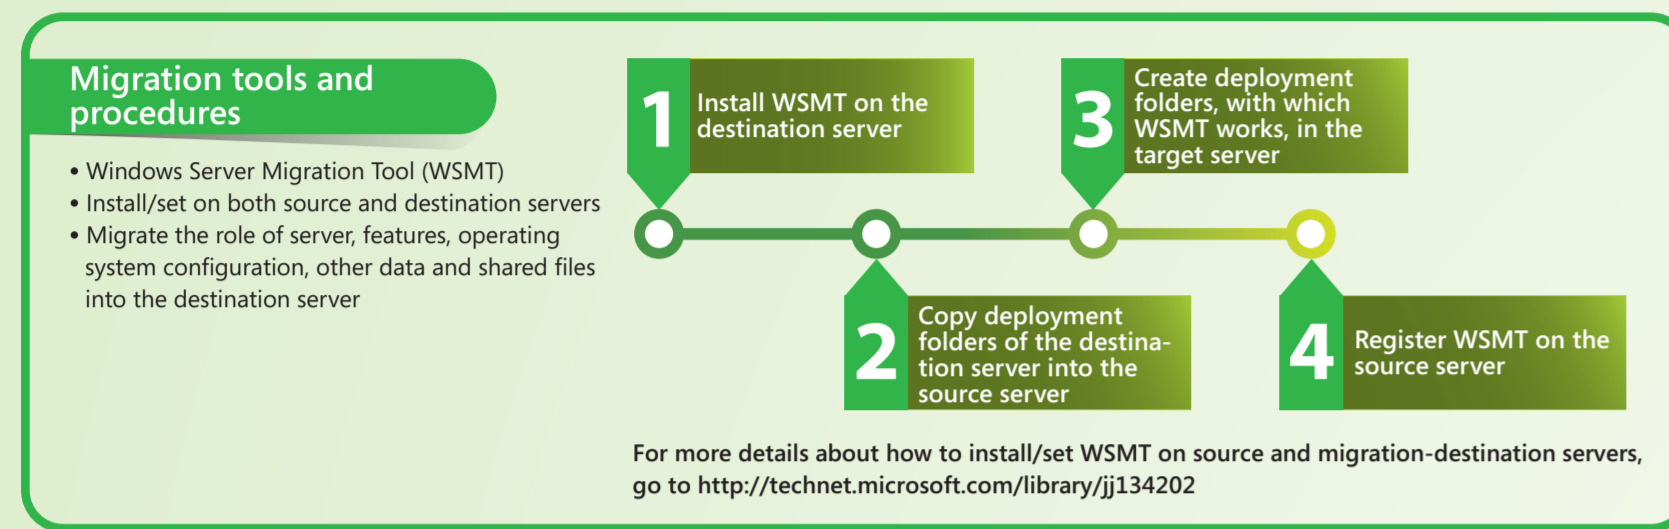 Migration tools and
procedures
• Windows Server Migration Tool (WSMT)
• Install/set on both source and destination servers
• Migrate the role of server, features, operating
system configuration, other data and shared files
into the destination server
1
Install WSMT on the
destination server
2
Copy deployment
folders of the destina-
tion server into the
source server
3
Create deployment
folders, with which
WSMT works, in the
target server
4
Register WSMT on the
source server
For more details about how to install/set WSMT on source and migration-destination servers,
go to http://technet.microsoft.com/library/jj134202